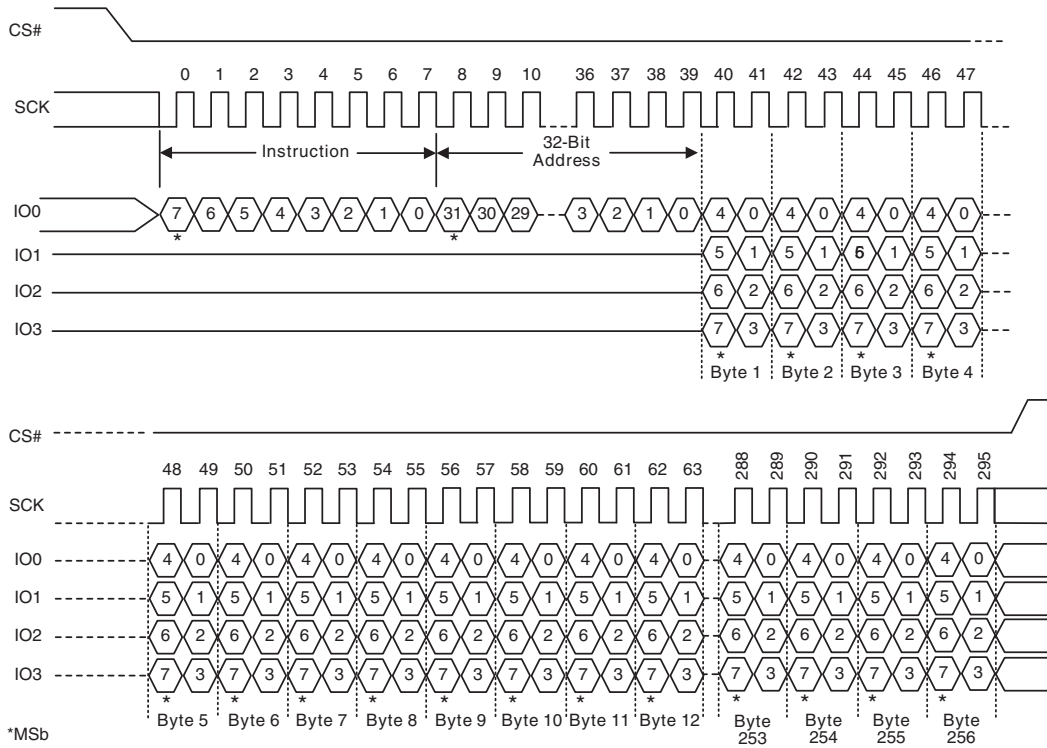 CS#
0 1 2 3 4 5 6 7 8 9 10 36 37 38 39 40 41 42 43 44 45 46 47
SCK
Instruction
32-Bit
Address
IO0 7 6 5 4 3 2 1 0 31 30 29 3 2 1 0 4 0 4 0 4 0 4 0
* *
IO1 5 1 5 1 6 1 5 1
IO2 6 2 6 2 6 2 6 2
IO3 7 3 7 3 7 3 7 3
* * * *
Byte 1 Byte 2 Byte 3 Byte 4
CS#
48 49 50 51 52 53 54 55 56 57 58 59 60 61 62 63 288 289 290 291 292 293 294 295
SCK
IO0 4 0 4 0 4 0 4 0 4 0 4 0 4 0 4 0 4 0 4 0 4 0 4 0
IO1 5 1 5 1 5 1 5 1 5 1 5 1 5 1 5 1 5 1 5 1 5 1 5 1
IO2 6 2 6 2 6 2 6 2 6 2 6 2 6 2 6 2 6 2 6 2 6 2 6 2
IO3 7 3 7 3 7 3 7 3 7 3 7 3 7 3 7 3 7 3 7 3 7 3 7 3
* * * * * * * * * * * *
Byte 5 Byte 6 Byte 7 Byte 8 Byte 9 Byte 10 Byte 11 Byte 12 Byte Byte Byte Byte
253 254 255 256
*MSb